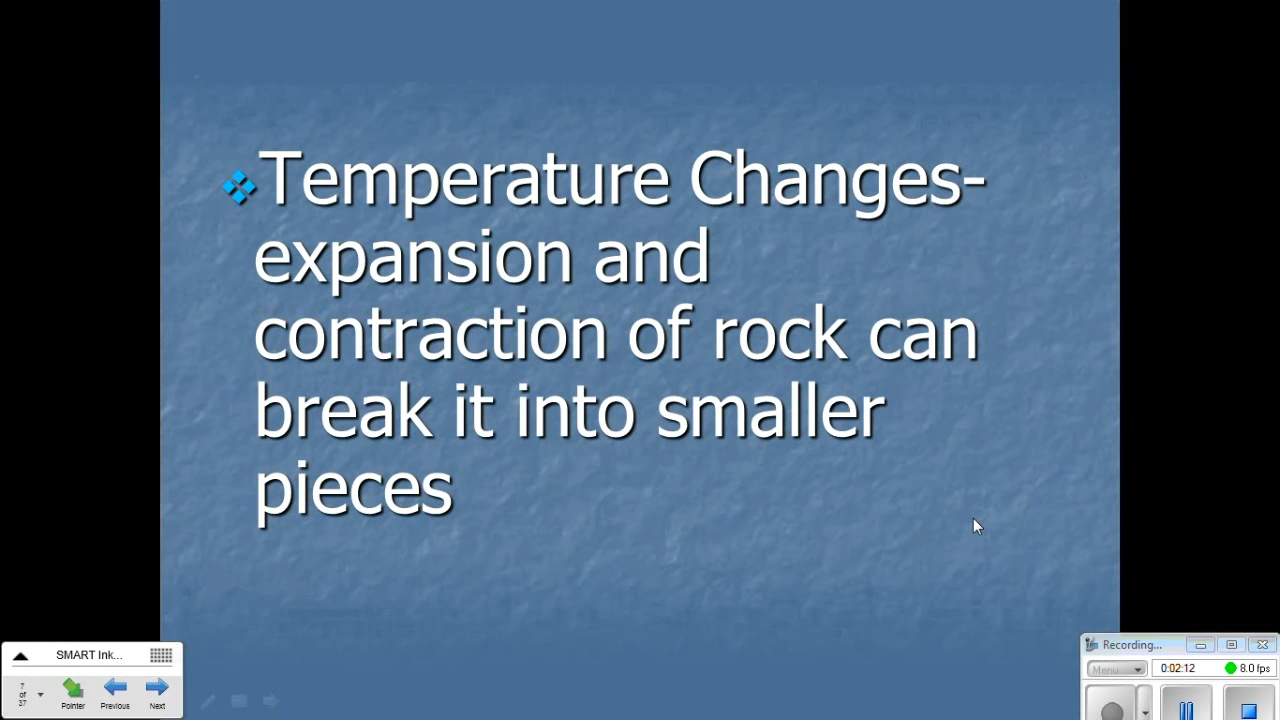 Temperature Changes-
expansion and
contraction of rock can
break it into smaller
pieces
SMART Ink...
7
of
37
Pointer
Previous
Next
Recording...
Menu
0:02:12
8.0 fps